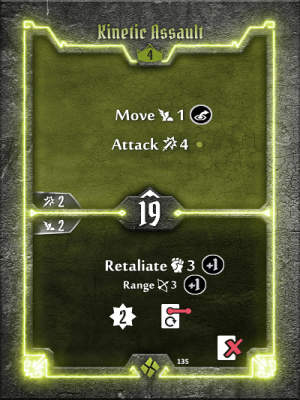 Kinetic Assault
4
Move 1
Attack 4
2
19
2
Retaliate 3 +1
Range 3 +1
2
135